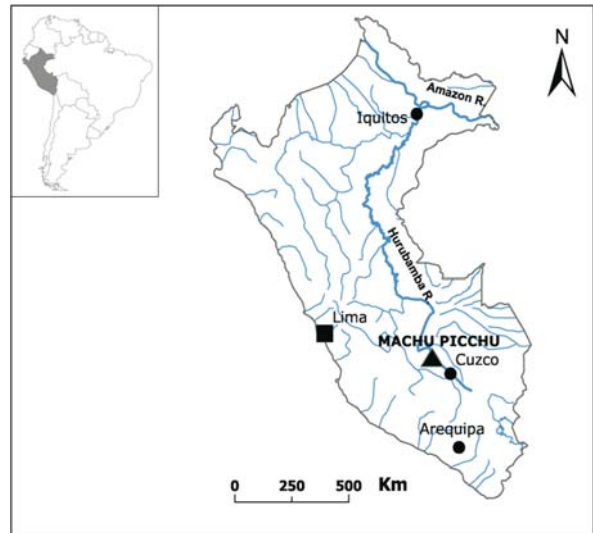 N
Amazon R.
Iquitos
Hurubamba R
Lima
MACHU PICCHU
Cuzco
Arequipa
0 250 500 Km